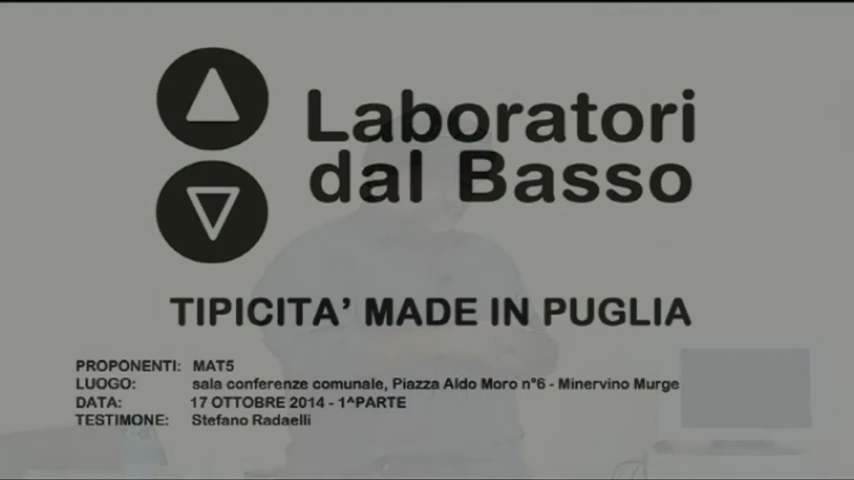 Laboratori
dal Basso
TIPICITA' MADE IN PUGLIA
PROPONENTI: MAT5
LUOGO: sala conferenze comunale, Piazza Aldo Moro n°6 - Minervino Murge
DATA: 17 OTTOBRE 2014 - 1^PARTE
TESTIMONE: Stefano Radaelli